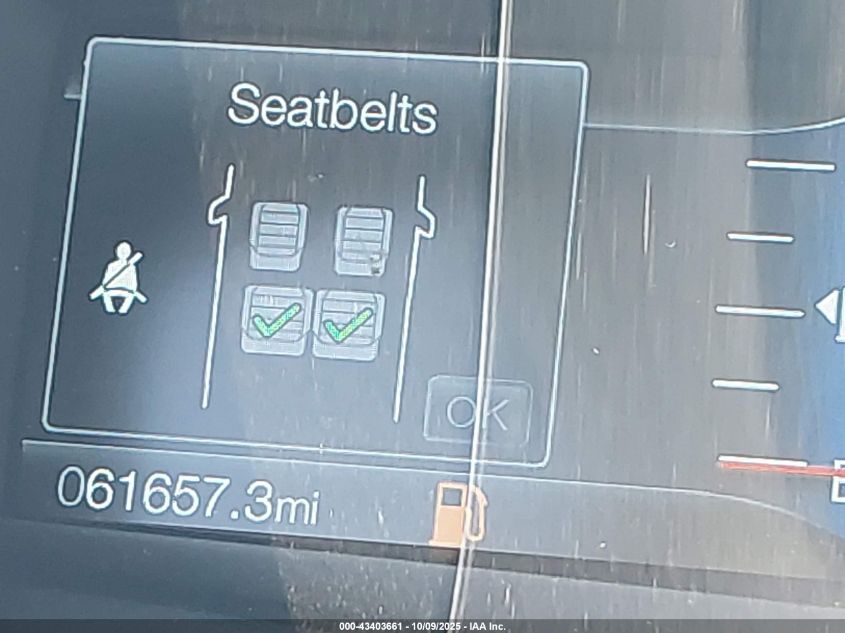 Seatbelts
OK
061657.3mi
E
000-43403661 - 10/09/2025 - IAA Inc.